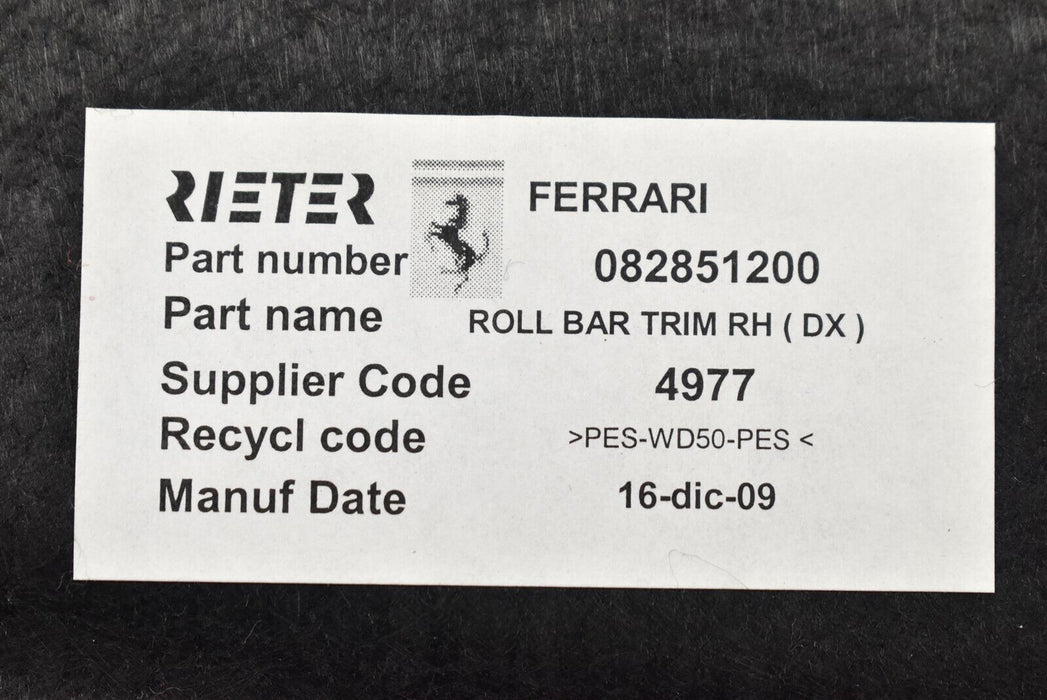 RIETER FERRARI
Part number 082851200
Part name ROLL BAR TRIM RH ( DX )
Supplier Code 4977
Recycl code >PES-WD50-PES <
Manuf Date 16-dic-09